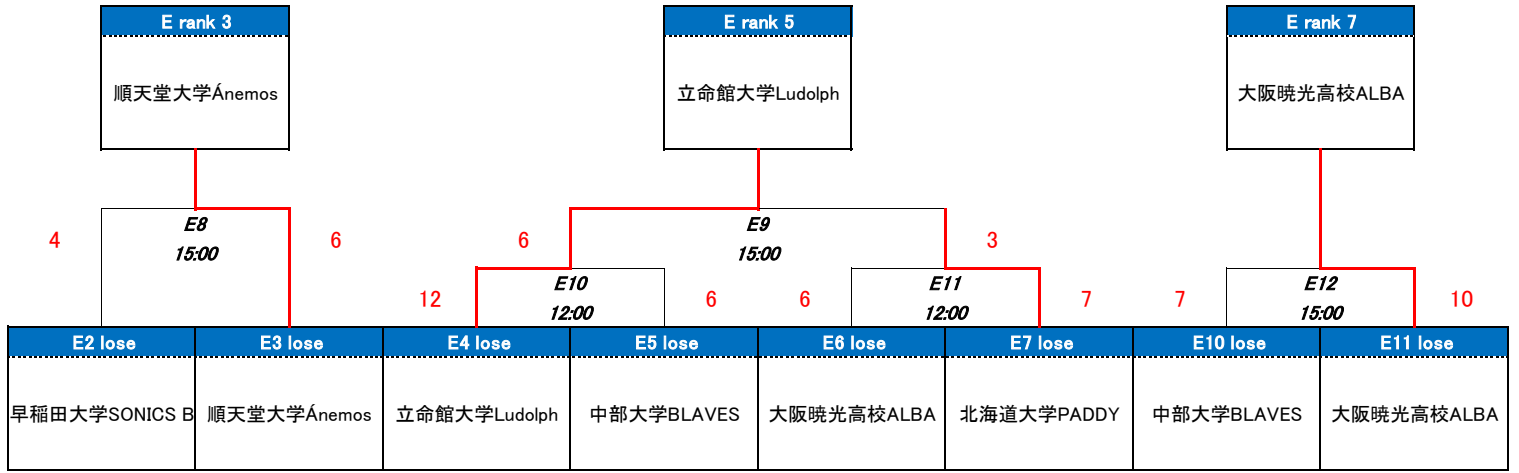 E rank 3
E rank 5
E rank 7
順天堂大学Ánemos
立命館大学Ludolph
大阪暁光高校ALBA
E8
E9
4
6
6
3
15:00
15:00
E10
E11
E12
12
6
6
7
7
10
12:00
12:00
15:00
E2 lose
E3 lose
E4 lose
E5 lose
E6 lose
E7 lose
E10 lose
E11 lose
早稲田大学SONICS B
順天堂大学Ánemos
立命館大学Ludolph
中部大学BLAVES
大阪暁光高校ALBA
北海道大学PADDY
中部大学BLAVES
大阪暁光高校ALBA